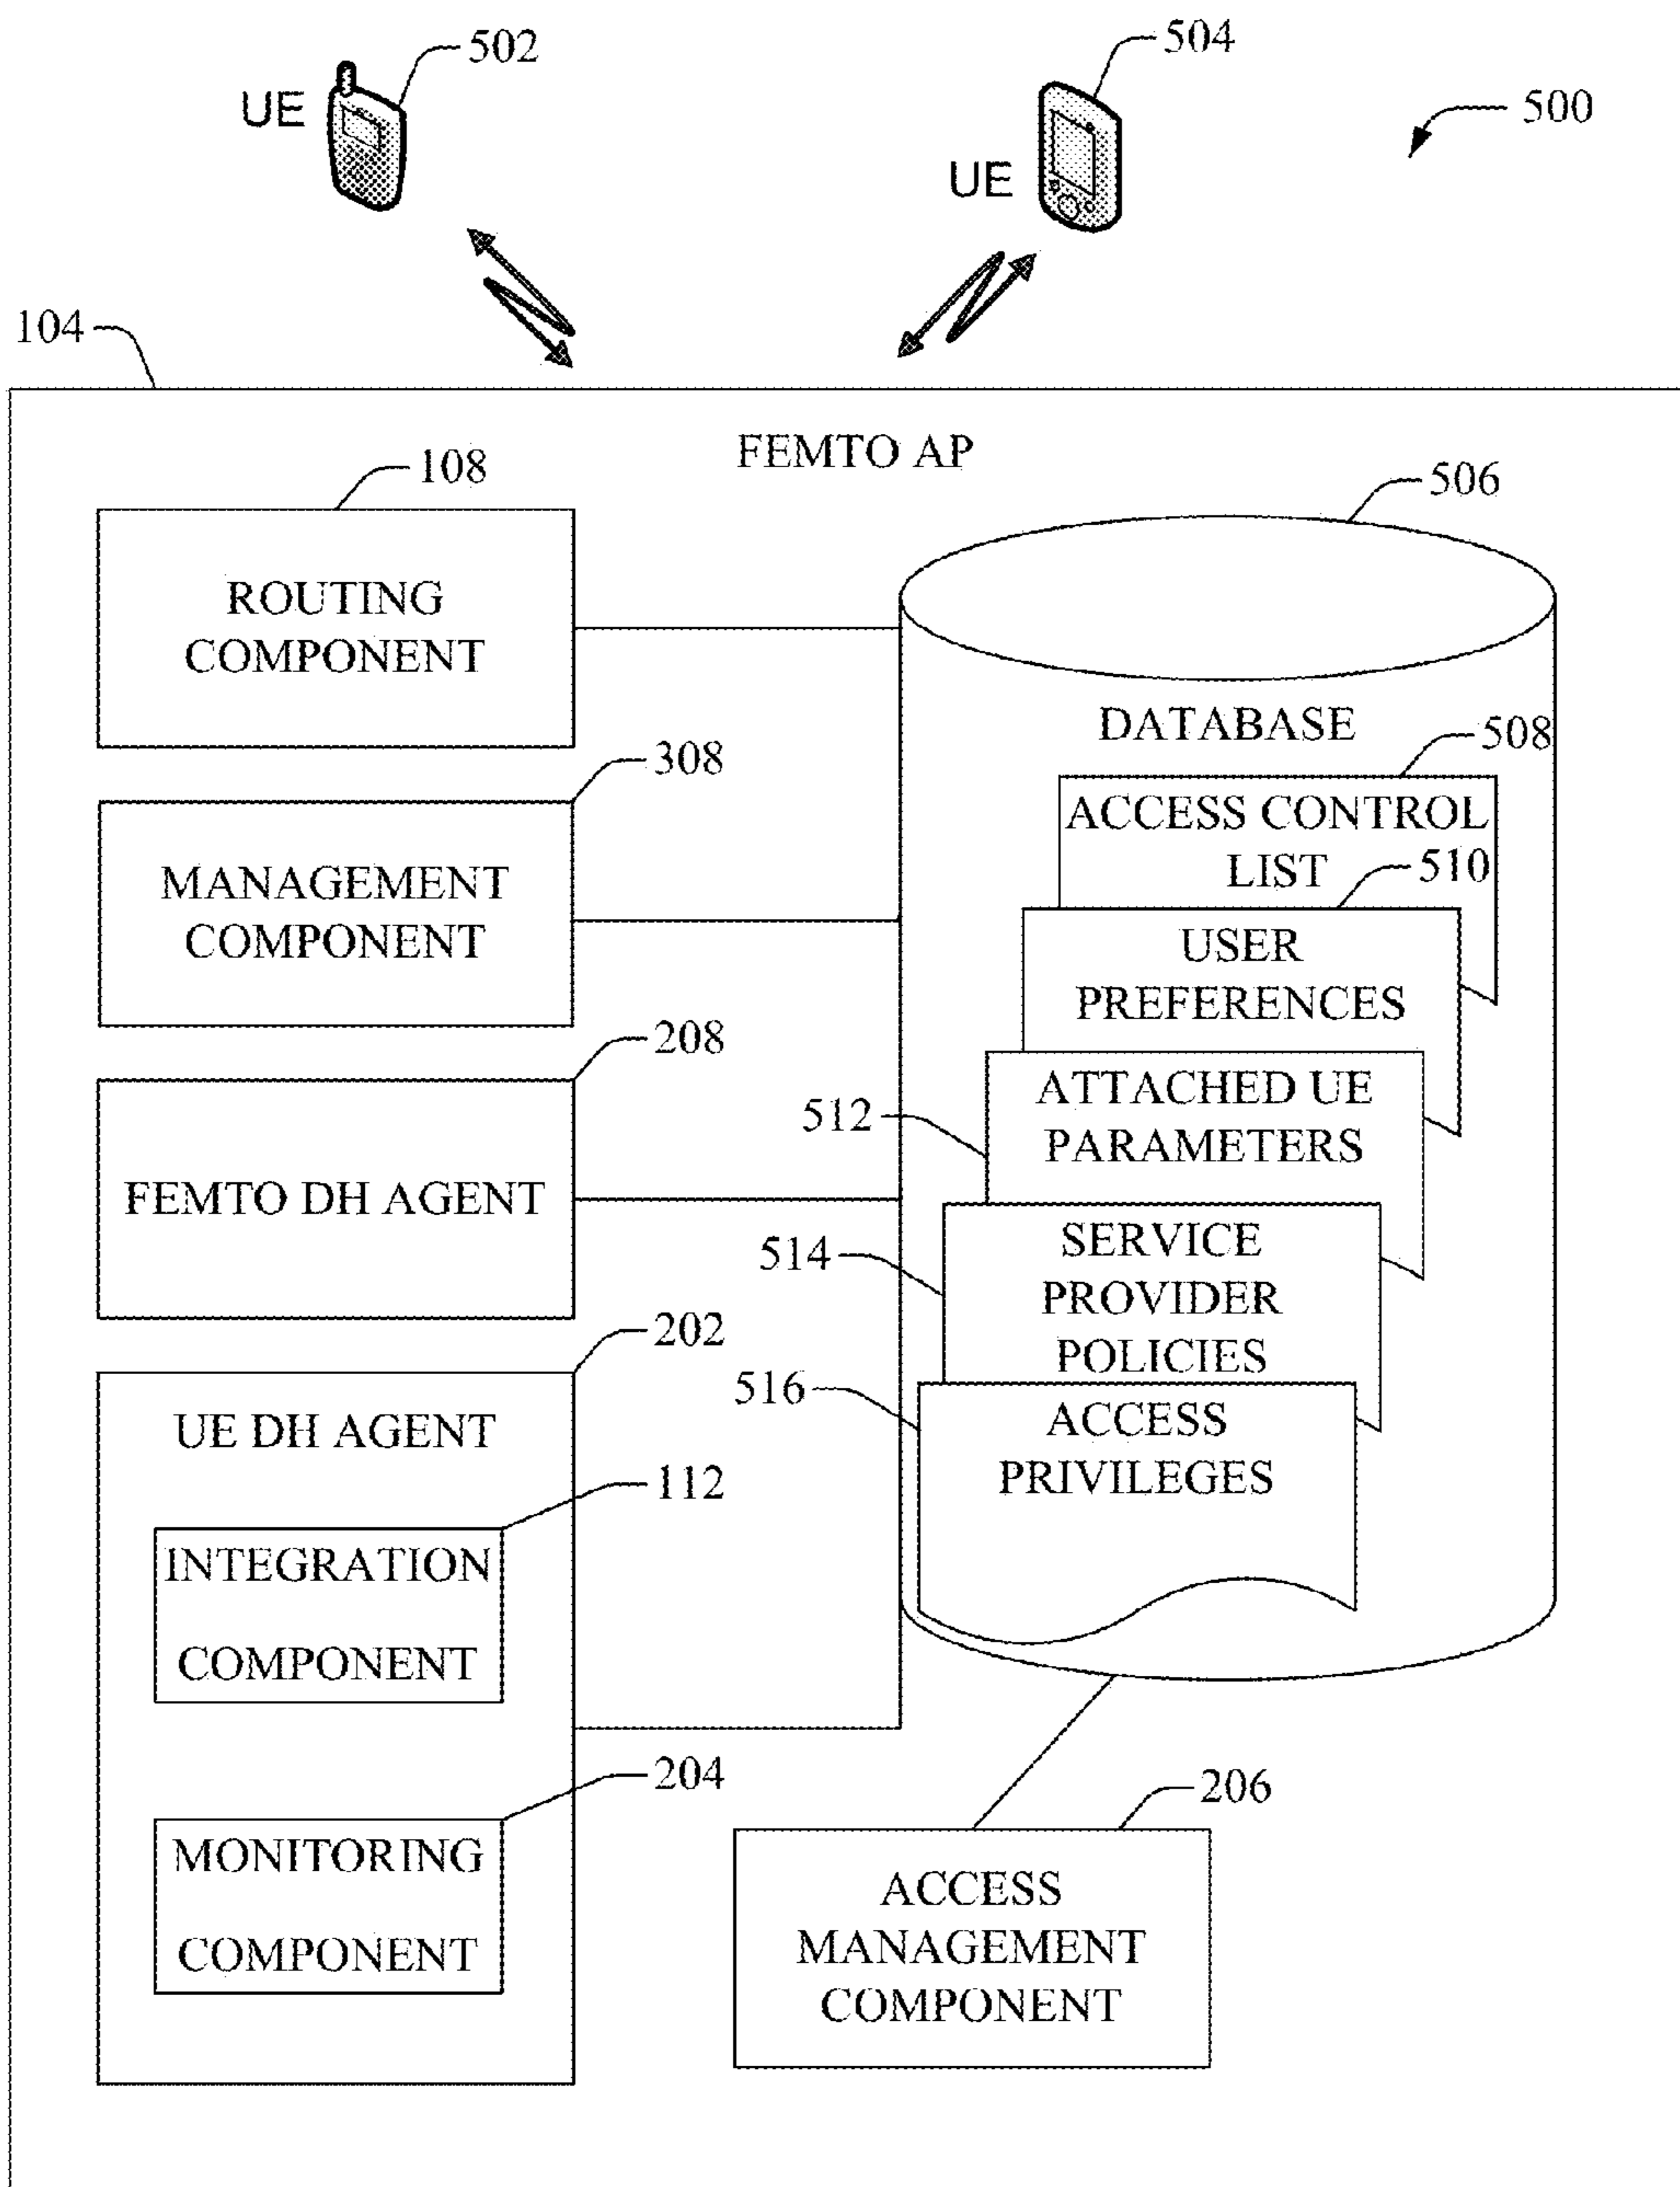 502
504
UE
500
UE
104
FEMTO AP
108
506
ROUTING
COMPONENT
DATABASE
508
308
ACCESS CONTROL
LIST
510
MANAGEMENT
COMPONENT
USER
PREFERENCES
208
ATTACHED UE
PARAMETERS
512
FEMTO DH AGENT
SERVICE
PROVIDER
POLICIES
514
202
516
ACCESS
PRIVILEGES
UE DH AGENT
112
INTEGRATION
COMPONENT
204
206
MONITORING
COMPONENT
ACCESS
MANAGEMENT
COMPONENT